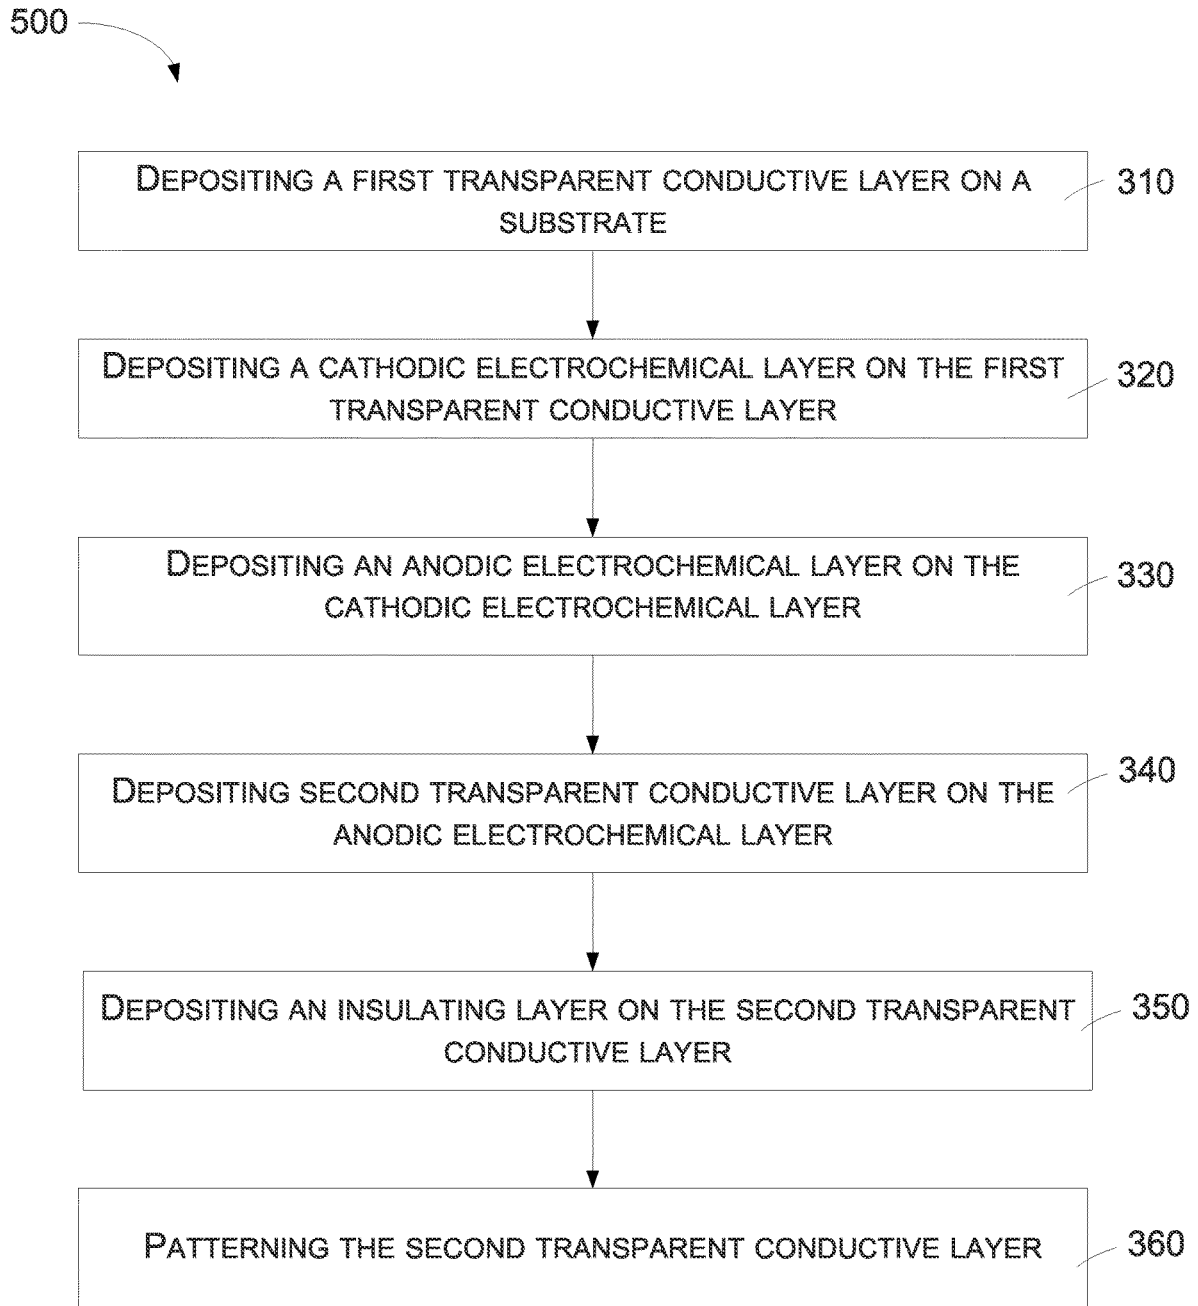 500
DEPOSITING A FIRST TRANSPARENT CONDUCTIVE LAYER ON A
SUBSTRATE
310
DEPOSITING A CATHODIC ELECTROCHEMICAL LAYER ON THE FIRST
TRANSPARENT CONDUCTIVE LAYER
320
DEPOSITING AN ANODIC ELECTROCHEMICAL LAYER ON THE
CATHODIC ELECTROCHEMICAL LAYER
330
DEPOSITING SECOND TRANSPARENT CONDUCTIVE LAYER ON THE
ANODIC ELECTROCHEMICAL LAYER
340
DEPOSITING AN INSULATING LAYER ON THE SECOND TRANSPARENT
CONDUCTIVE LAYER
350
PATTERNING THE SECOND TRANSPARENT CONDUCTIVE LAYER
360